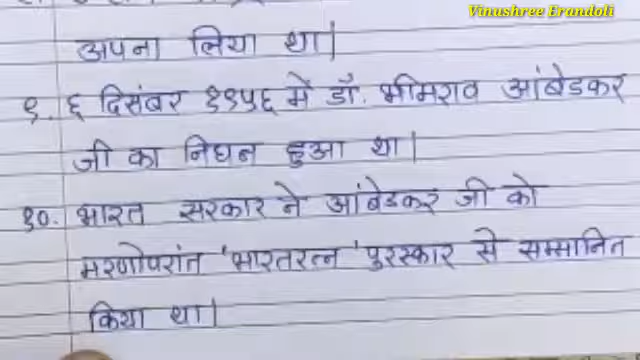 Vinushree Erandoli
अपना लिया था|
९. ६ दिसंबर १९५६ में डॉ. भीमराव आंबेडकर
जी का निधन हुआ था|
१०. भारत सरकार ने आंबेडकर जी को
मरणोपरांत 'भारतरत्न' पुरस्कार से सम्मानित
किया था|